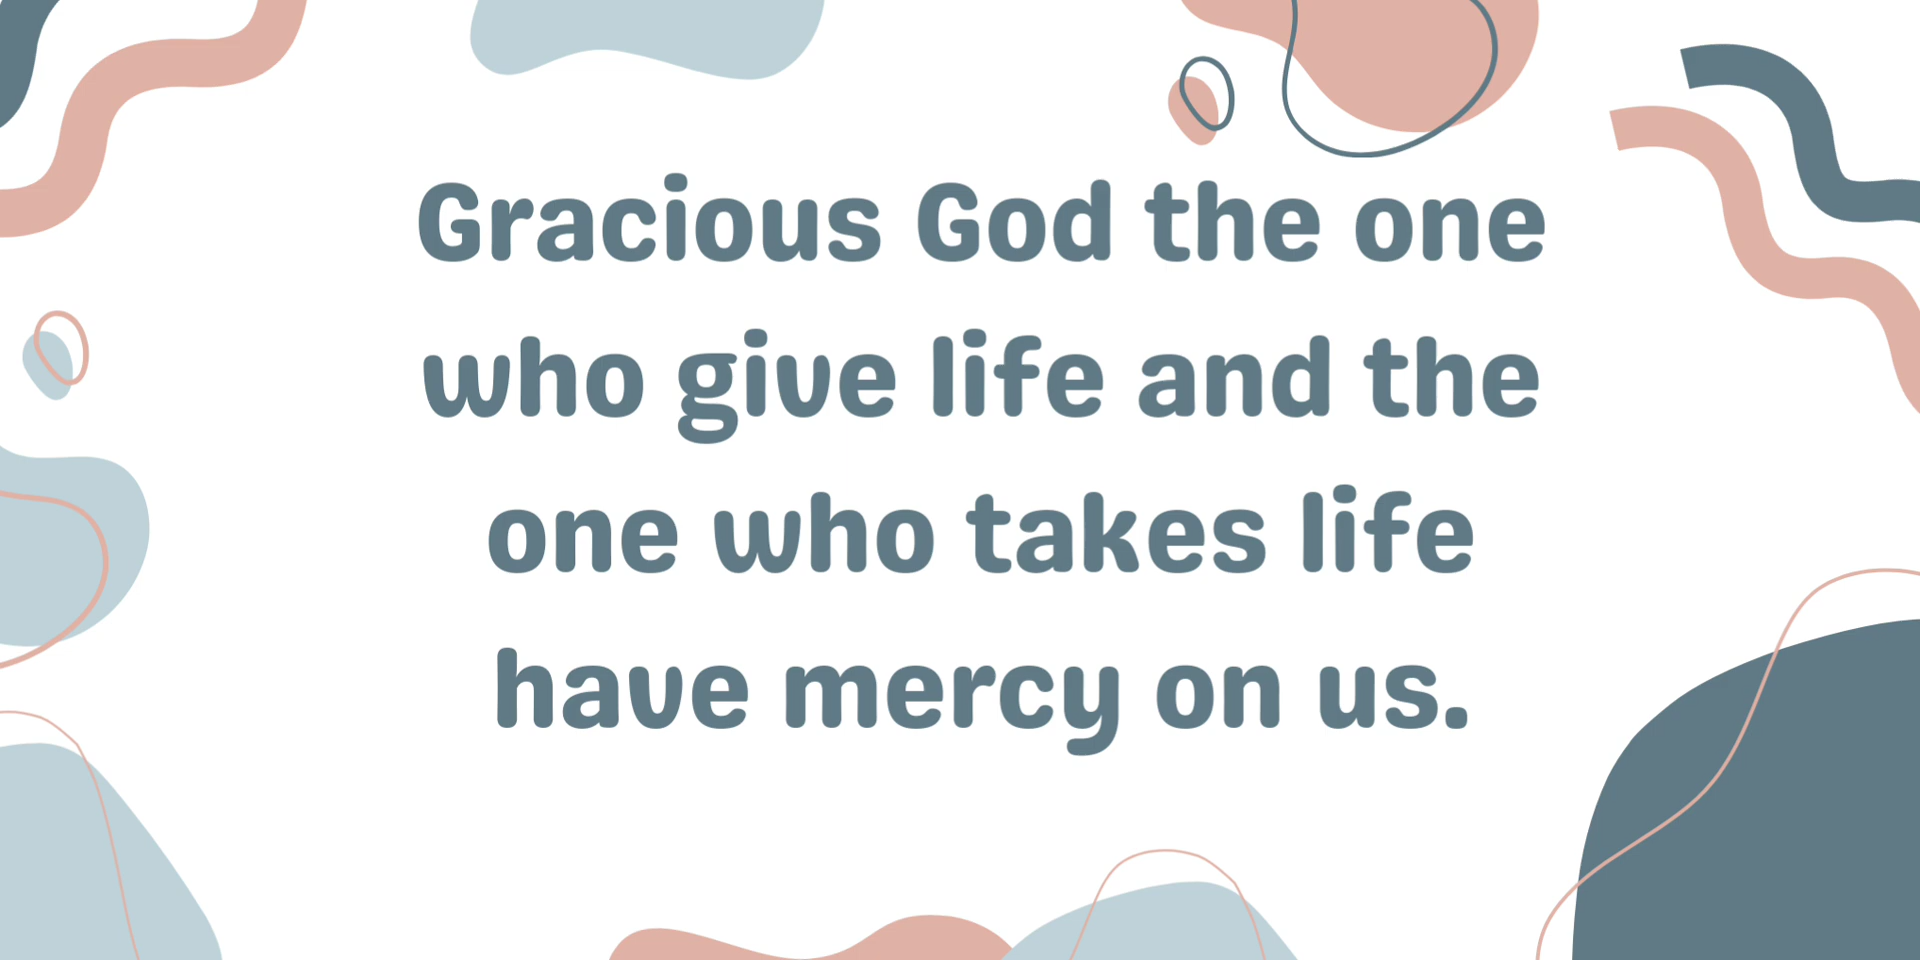 Gracious God the one
who give life and the
one who takes life
have mercy on us.